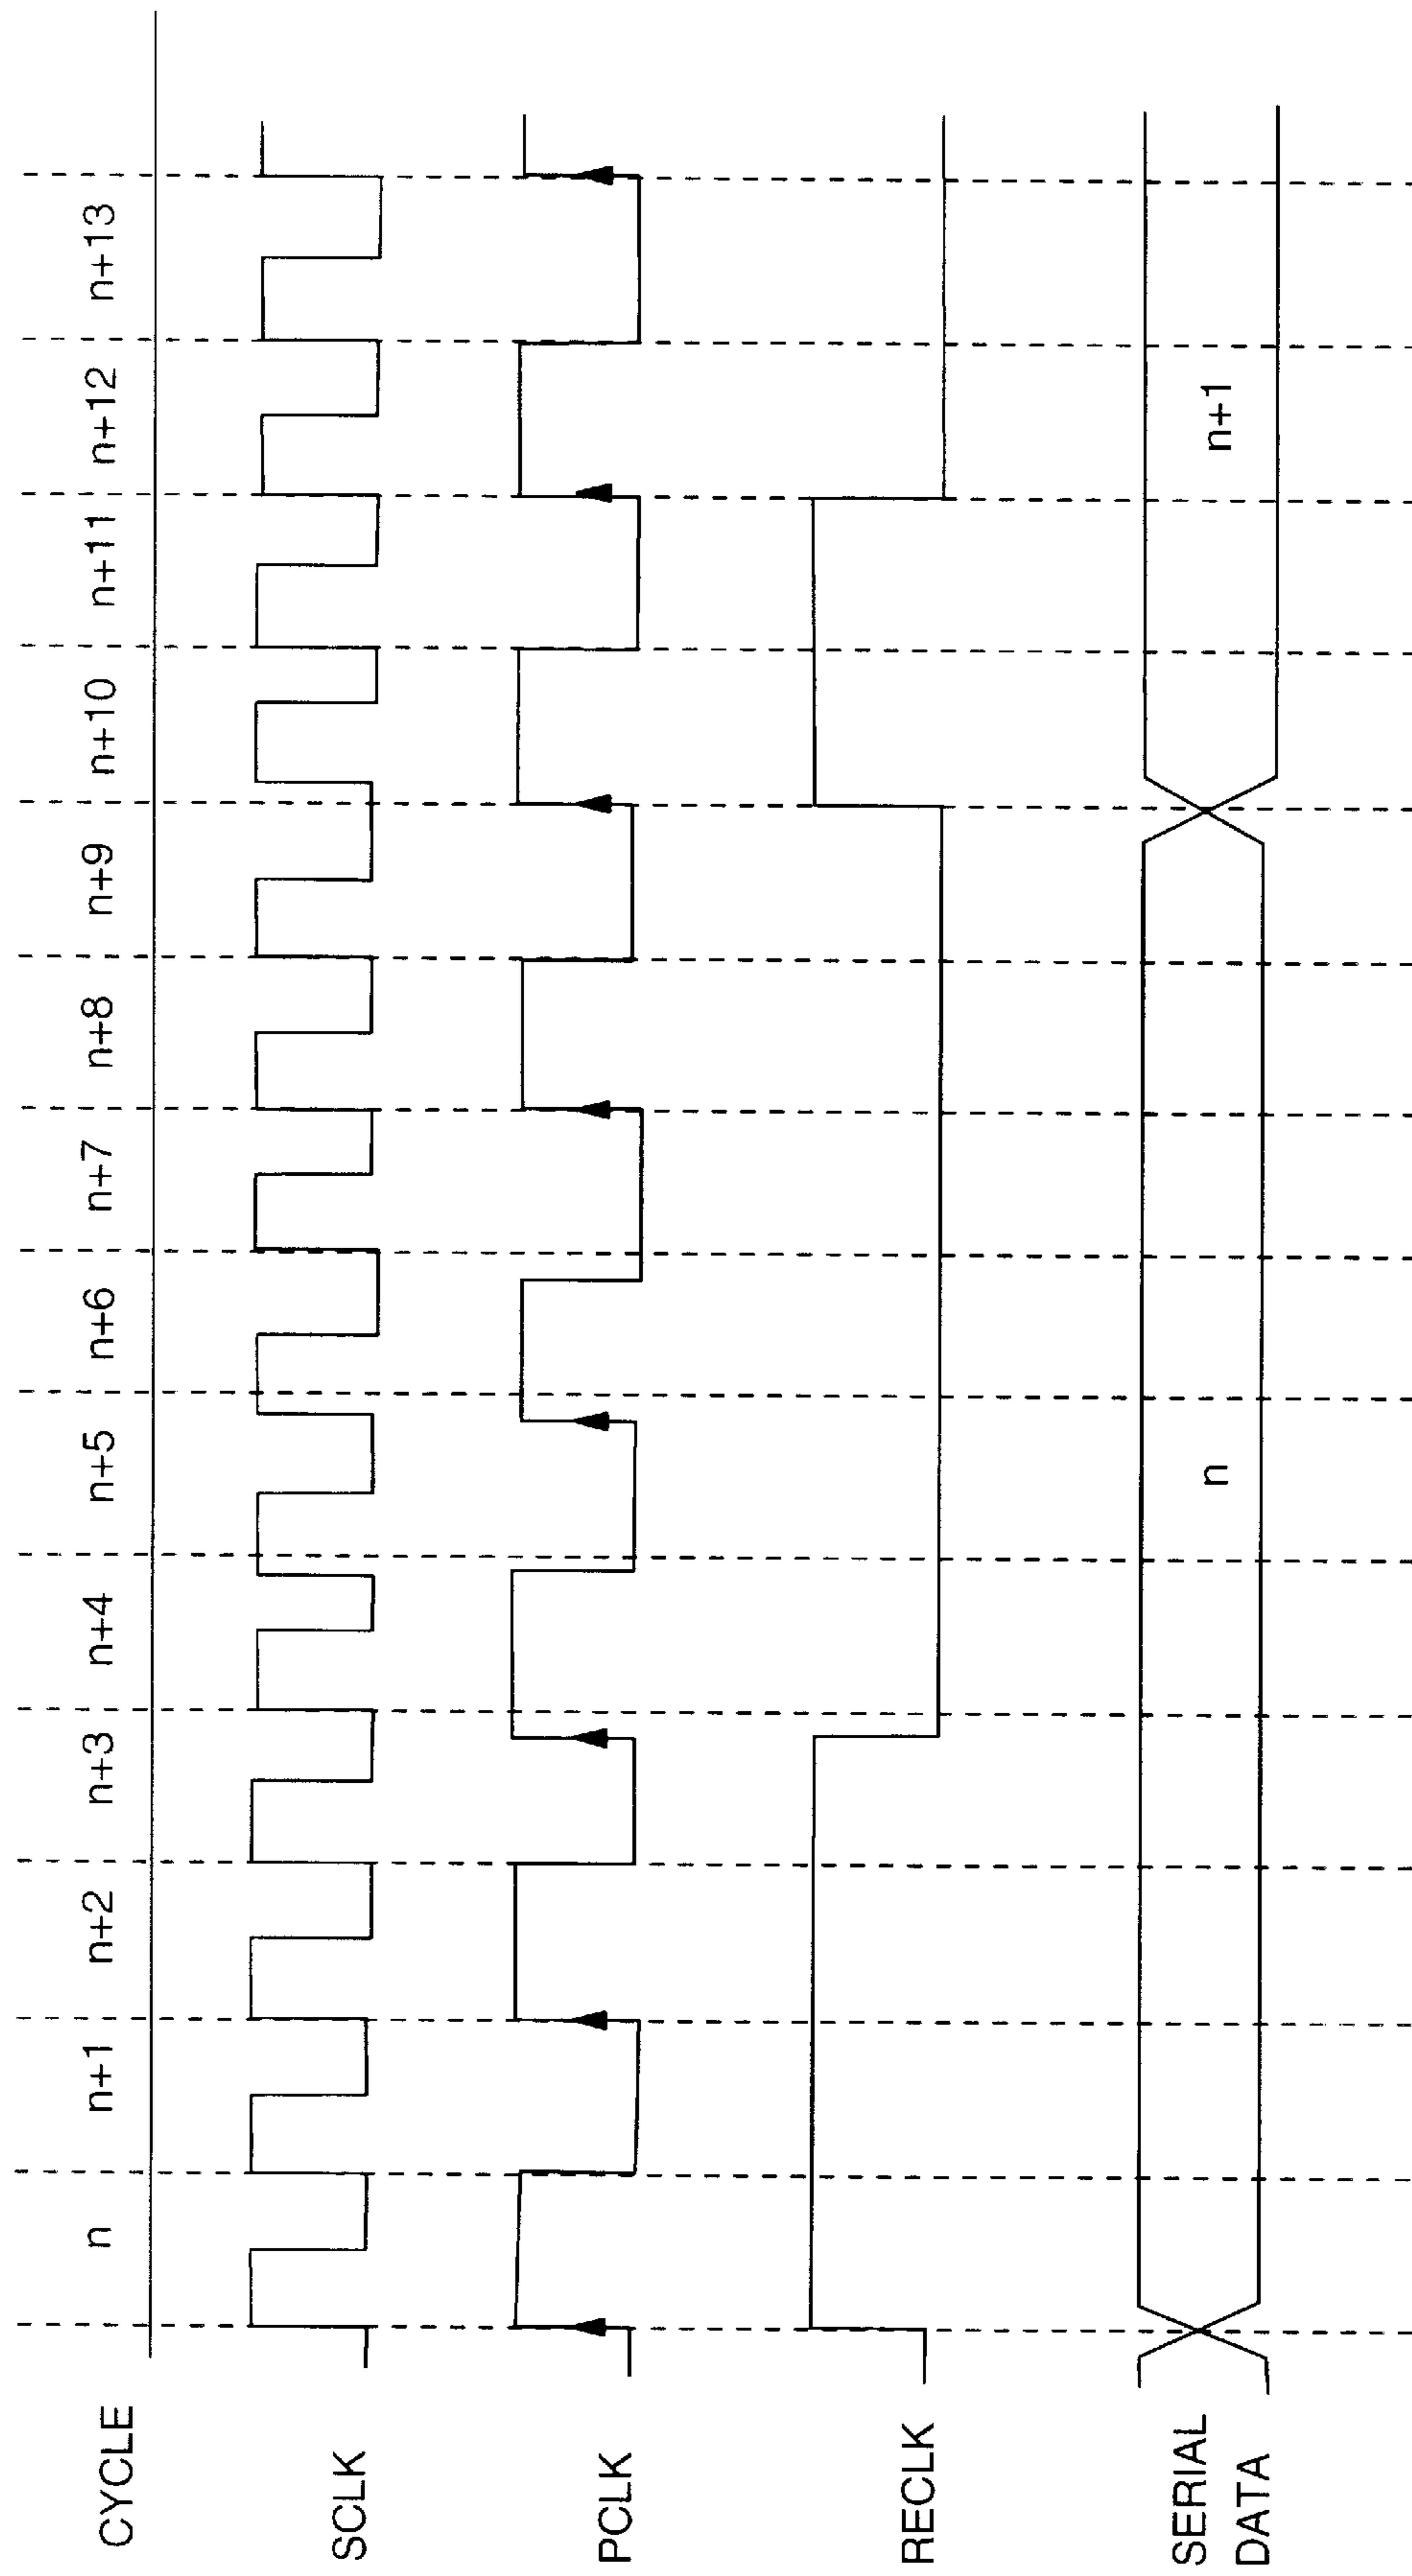 CYCLE n n+1 n+2 n+3 n+4 n+5 n+6 n+7 n+8 n+9 n+10 n+11 n+12 n+13
SCLK
PCLK
RECLK
SERIAL
DATA
n n+1